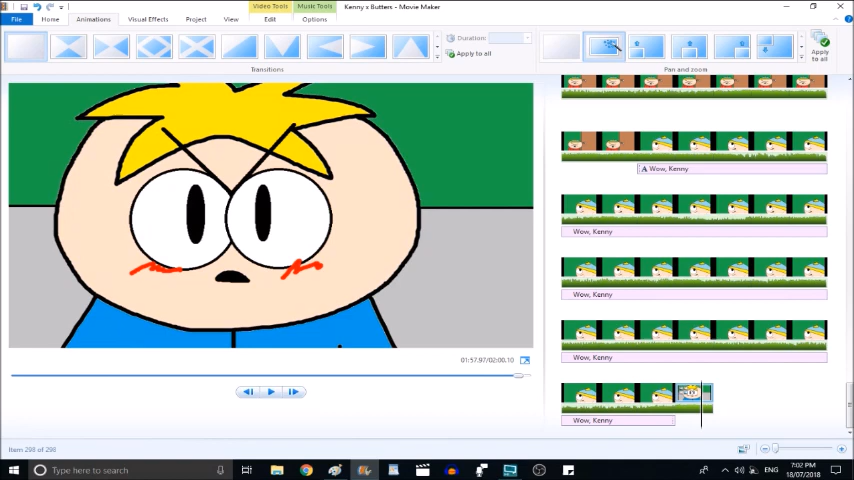 Video Tools
Music Tools
Kenny x Butters - Movie Maker
File
Home
Animations
Visual Effects
Project
View
Edit
Options
Duration:
Apply to all
Apply to all
Transitions
Pan and zoom
A Wow, Kenny
Wow, Kenny
Wow, Kenny
Wow, Kenny
Wow, Kenny
01:57.97/02:00.10
Item 298 of 298
Type here to search
ENG
7:02 PM
18/07/2018